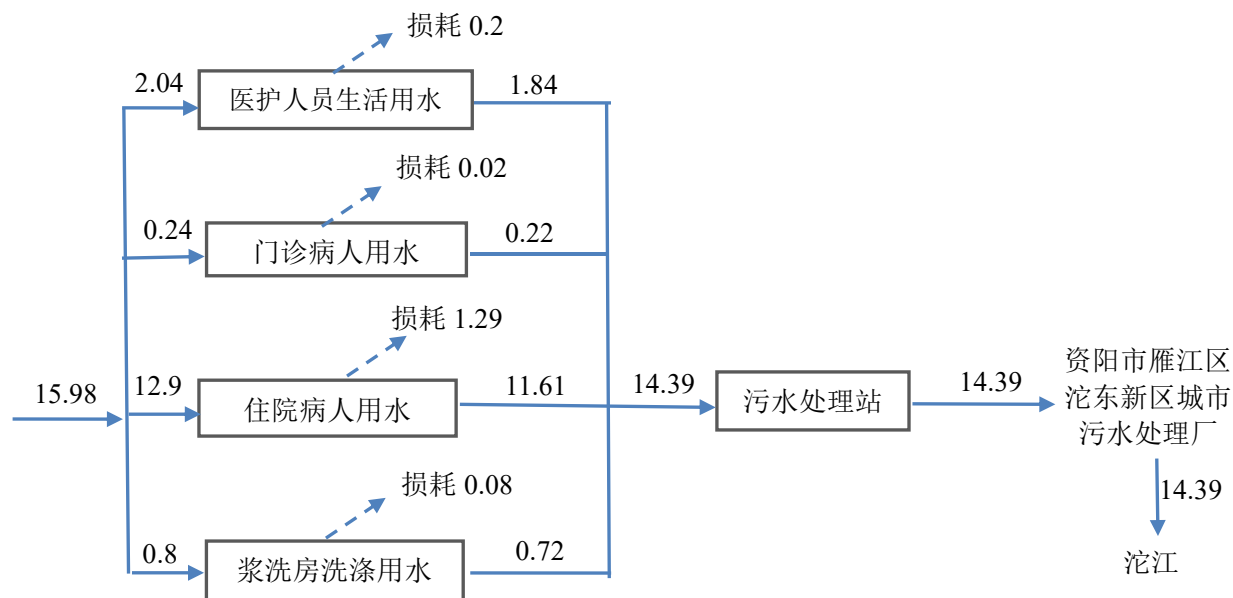 损耗 0.2
2.04
医护人员生活用水
1.84
损耗 0.02
0.24
门诊病人用水
0.22
损耗 1.29
15.98
12.9
住院病人用水
11.61
14.39
污水处理站
14.39
资阳市雁江区
沱东新区城市
污水处理厂
14.39
沱江
损耗 0.08
0.8
浆洗房洗涤用水
0.72